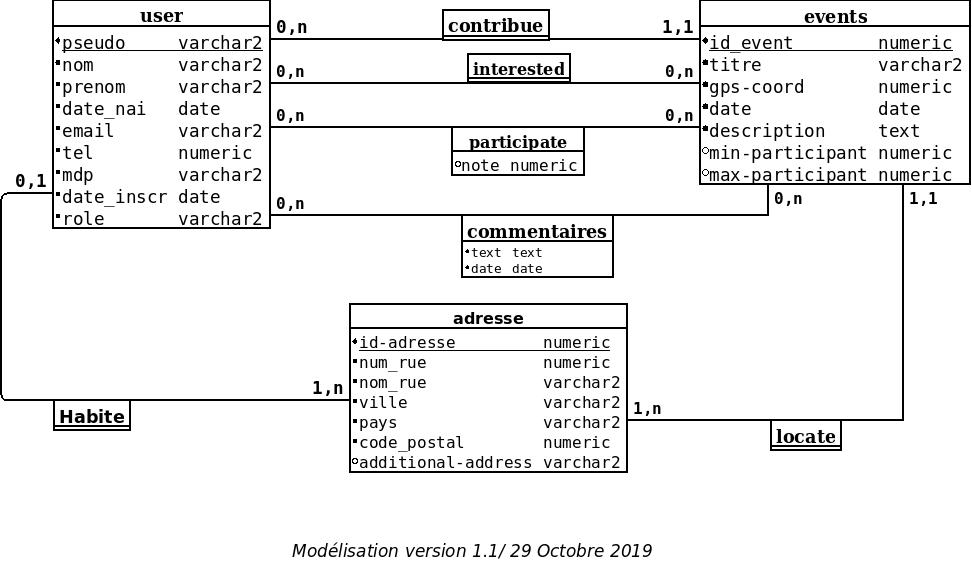 user
pseudo varchar2
nom varchar2
prenom varchar2
date_nai date
email varchar2
tel numeric
mdp varchar2
date_inscr date
role varchar2
0,n contribue 1,1
0,n interested 0,n
0,n participate 0,n
note numeric
0,n commentaires 0,n
text text
date date
events
id_event numeric
titre varchar2
gps-coord numeric
date date
description text
min-participant numeric
max-participant numeric
0,1
1,1
adresse
id-adresse numeric
num_rue numeric
nom_rue varchar2
ville varchar2
pays varchar2
code_postal numeric
additional-address varchar2
1,n
Habite
1,n
locate
Modélisation version 1.1/ 29 Octobre 2019